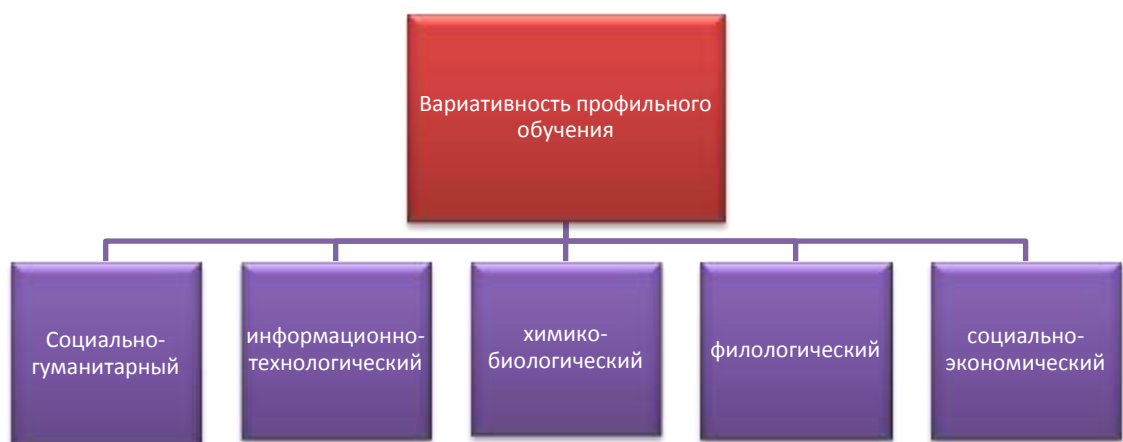 Вариативность профильного
обучения
Социально-
гуманитарный
информационно-
технологический
химико-
биологический
филологический
социально-
экономический